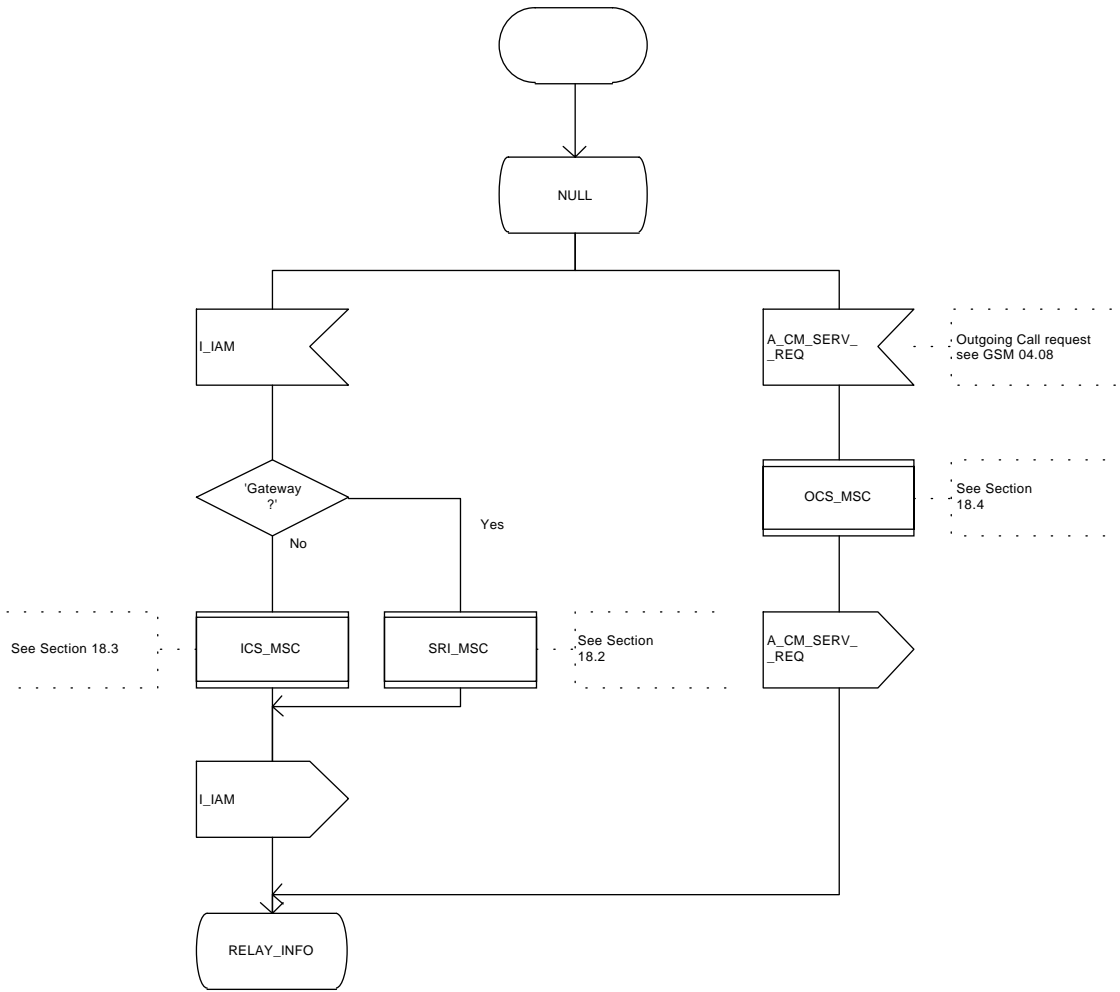 NULL
I_IAM
A_CM_SERV_
_REQ
Outgoing Call request
see GSM 04.08
'Gateway
?'
Yes
No
OCS_MSC
See Section
18.4
See Section 18.3
ICS_MSC
SRI_MSC
See Section
18.2
A_CM_SERV_
_REQ
I_IAM
RELAY_INFO